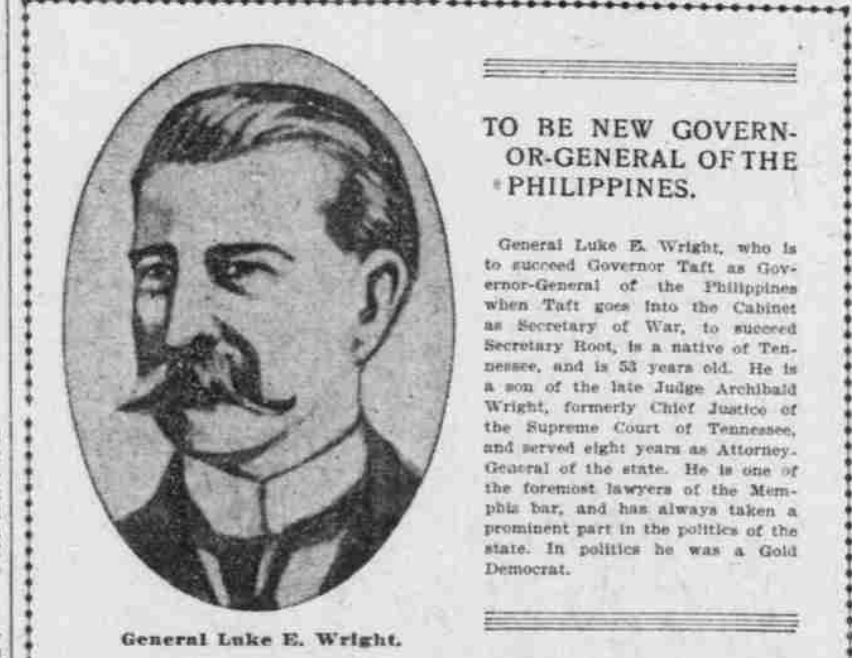 TO BE NEW GOVERN-
OR-GENERAL OF THE
PHILIPPINES.
General Luke E. Wright, who is
to succeed Governor Taft as Gov-
ernor-General of the Philippines
when Taft goes into the Cabinet
as Secretary of War, to succeed
Secretary Root, is a native of Ten-
nessee, and is 53 years old. He is
a son of the late Judge Archibald
Wright, formerly Chief Justice of
the Supreme Court of Tennessee,
and served eight years as Attorney-
General of the state. He is one of
the foremost lawyers of the Mem-
phis bar, and has always taken a
prominent part in the politics of the
state. In politics he was a Gold
Democrat.
General Luke E. Wright.